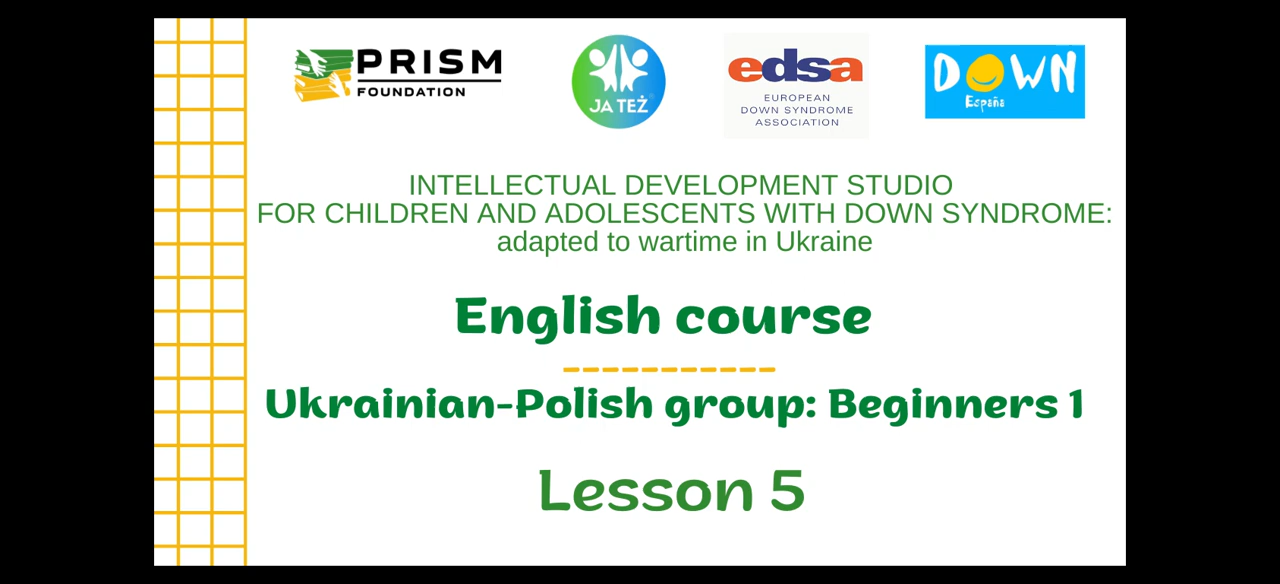 PRISM
FOUNDATION
JA TEŻ
edsa
EUROPEAN
DOWN SYNDROME
ASSOCIATION
DOWN
España
INTELLECTUAL DEVELOPMENT STUDIO
FOR CHILDREN AND ADOLESCENTS WITH DOWN SYNDROME:
adapted to wartime in Ukraine
English course
Ukrainian-Polish group: Beginners 1
Lesson 5